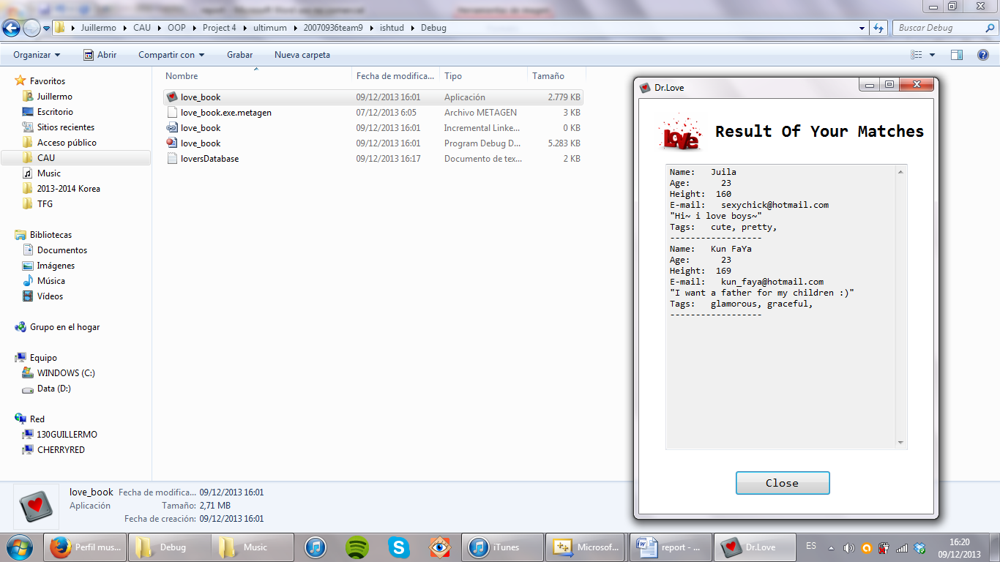 Juillermo CAU OOP Project 4 ultimum 20070936team9 ishtud Debug
Buscar Debug
Organizar Abrir Compartir con Grabar Nueva carpeta
Favoritos
Juillermo
Escritorio
Sitios recientes
Acceso público
CAU
Music
2013-2014 Korea
TFG
Bibliotecas
Documentos
Imágenes
Música
Vídeos
Grupo en el hogar
Equipo
WINDOWS (C:)
Data (D:)
Red
130GUILLERMO
CHERRYRED
Nombre Fecha de modifica... Tipo Tamaño
love_book 09/12/2013 16:01 Aplicación 2.779 KB
love_book.exe.metagen 07/12/2013 6:05 Archivo METAGEN 3 KB
love_book 09/12/2013 16:01 Incremental Linke... 0 KB
love_book 09/12/2013 16:01 Program Debug D... 5.283 KB
loversDatabase 09/12/2013 16:17 Documento de tex... 2 KB
Dr.Love
love
Result Of Your Matches
Name: Juila
Age: 23
Height: 160
E-mail: sexychick@hotmail.com
"Hi~ i love boys~"
Tags: cute, pretty,
------------------
Name: Kun FaYa
Age: 23
Height: 169
E-mail: kun_faya@hotmail.com
"I want a father for my children :)"
Tags: glamorous, graceful,
------------------
Close
love_book Fecha de modifica... 09/12/2013 16:01
Aplicación Tamaño: 2,71 MB
Fecha de creación: 09/12/2013 16:01
Perfil mus... Debug Music iTunes Microsof... report - ... Dr.Love ES 16:20
09/12/2013